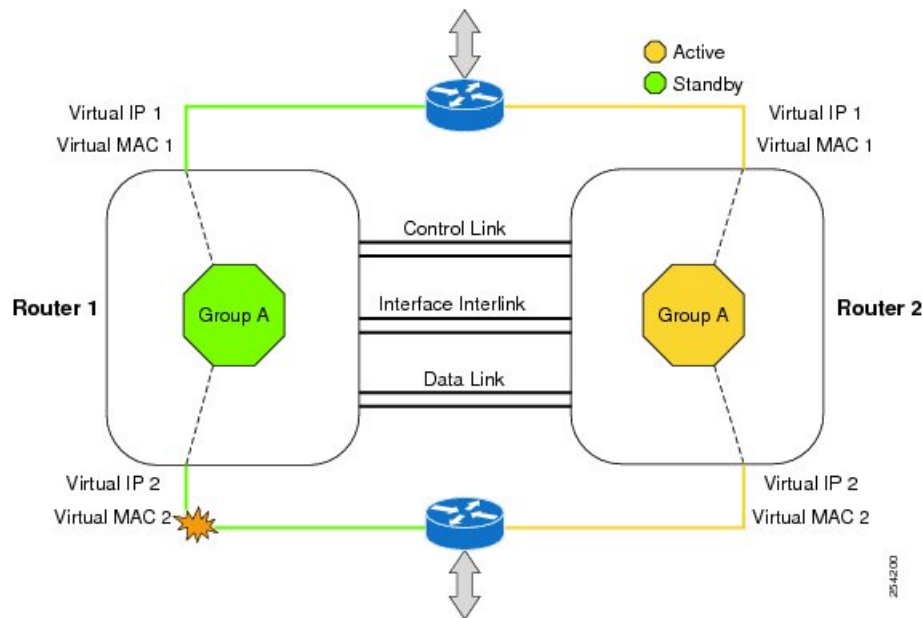 Active
Standby
Virtual IP 1
Virtual MAC 1
Virtual IP 1
Virtual MAC 1
Control Link
Router 1
Group A
Interface Interlink
Group A
Router 2
Data Link
Virtual IP 2
Virtual MAC 2
Virtual IP 2
Virtual MAC 2
254200